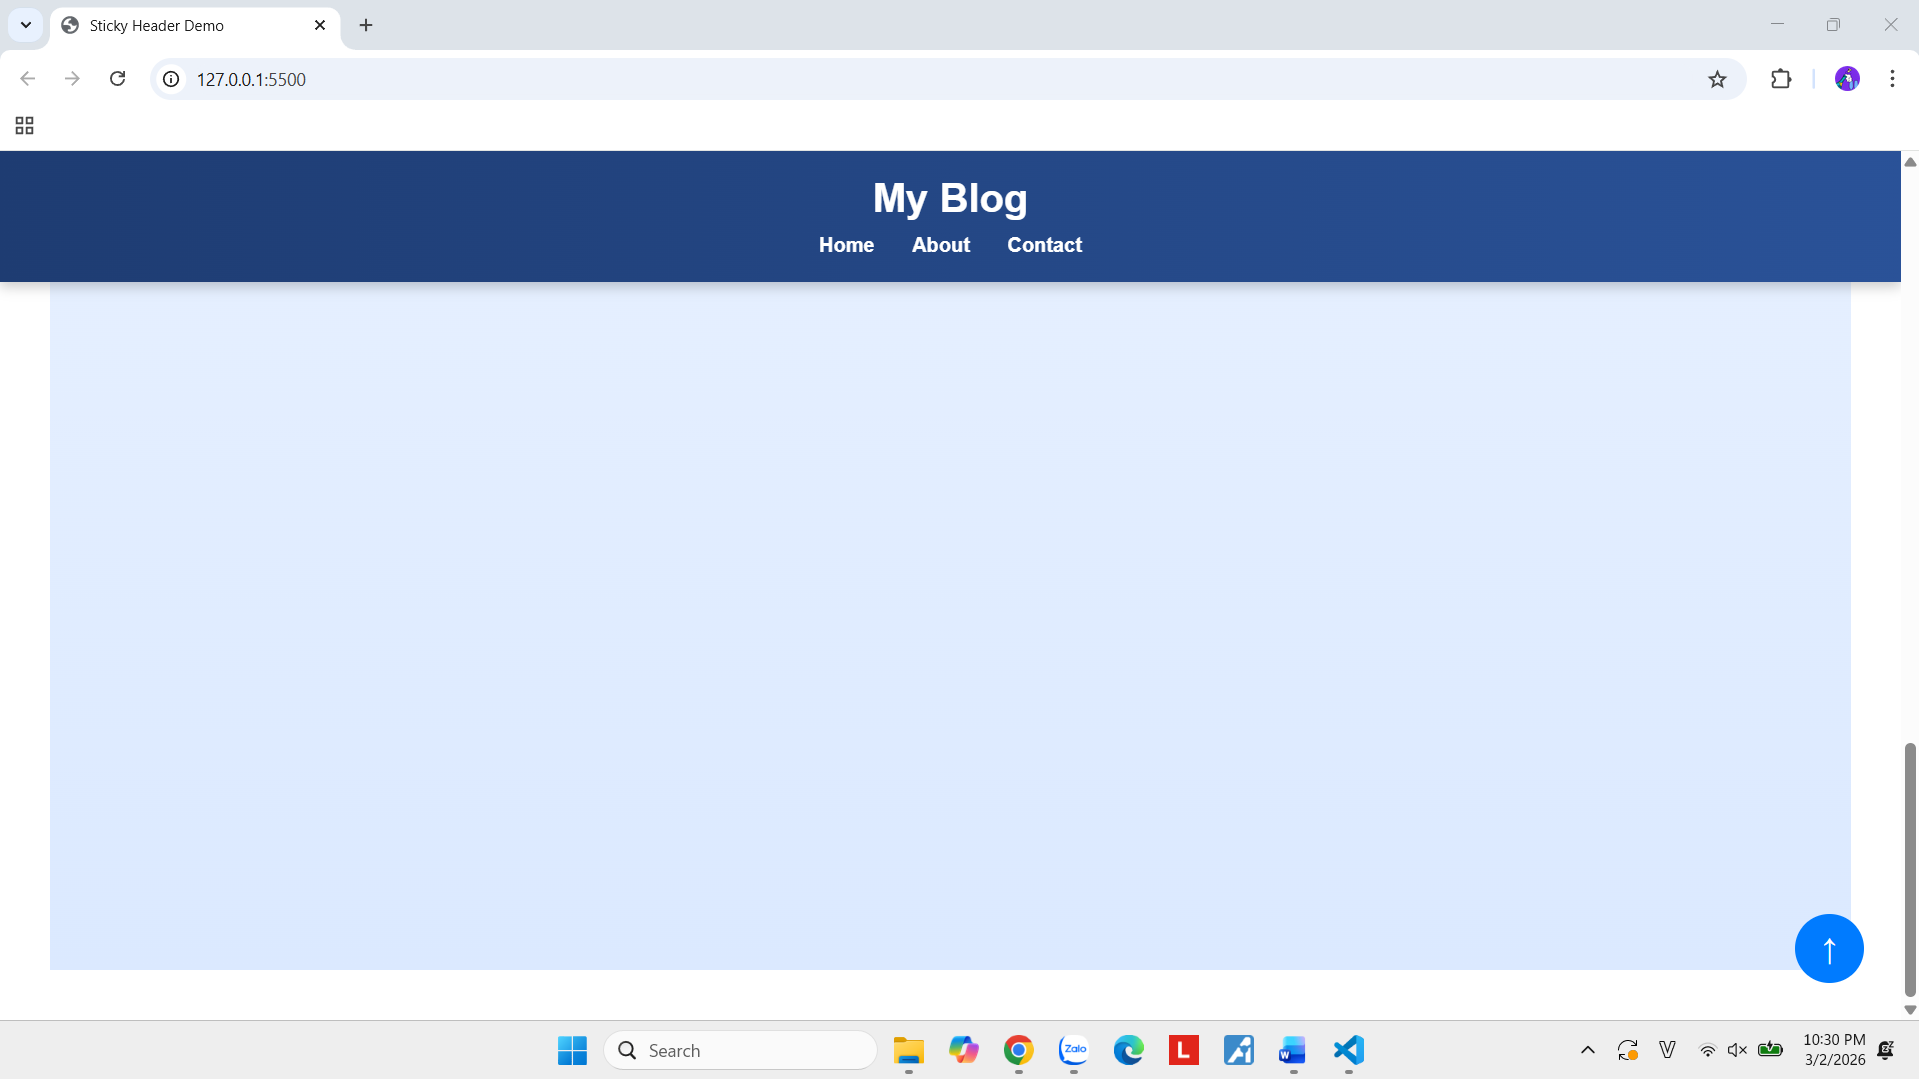 Sticky Header Demo
127.0.0.1:5500
My Blog
Home About Contact
↑
Search
Zalo
L
W
V
10:30 PM
3/2/2026